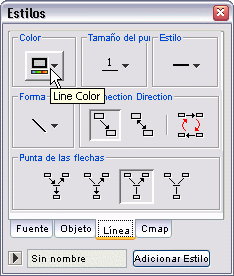 Estilos
Color
Tamaño del pu
Estilo
1
Line Color
Forma
nection Direction
Punta de las flechas
Fuente
Objeto
Línea
Cmap
Sin nombre
Adicionar Estilo